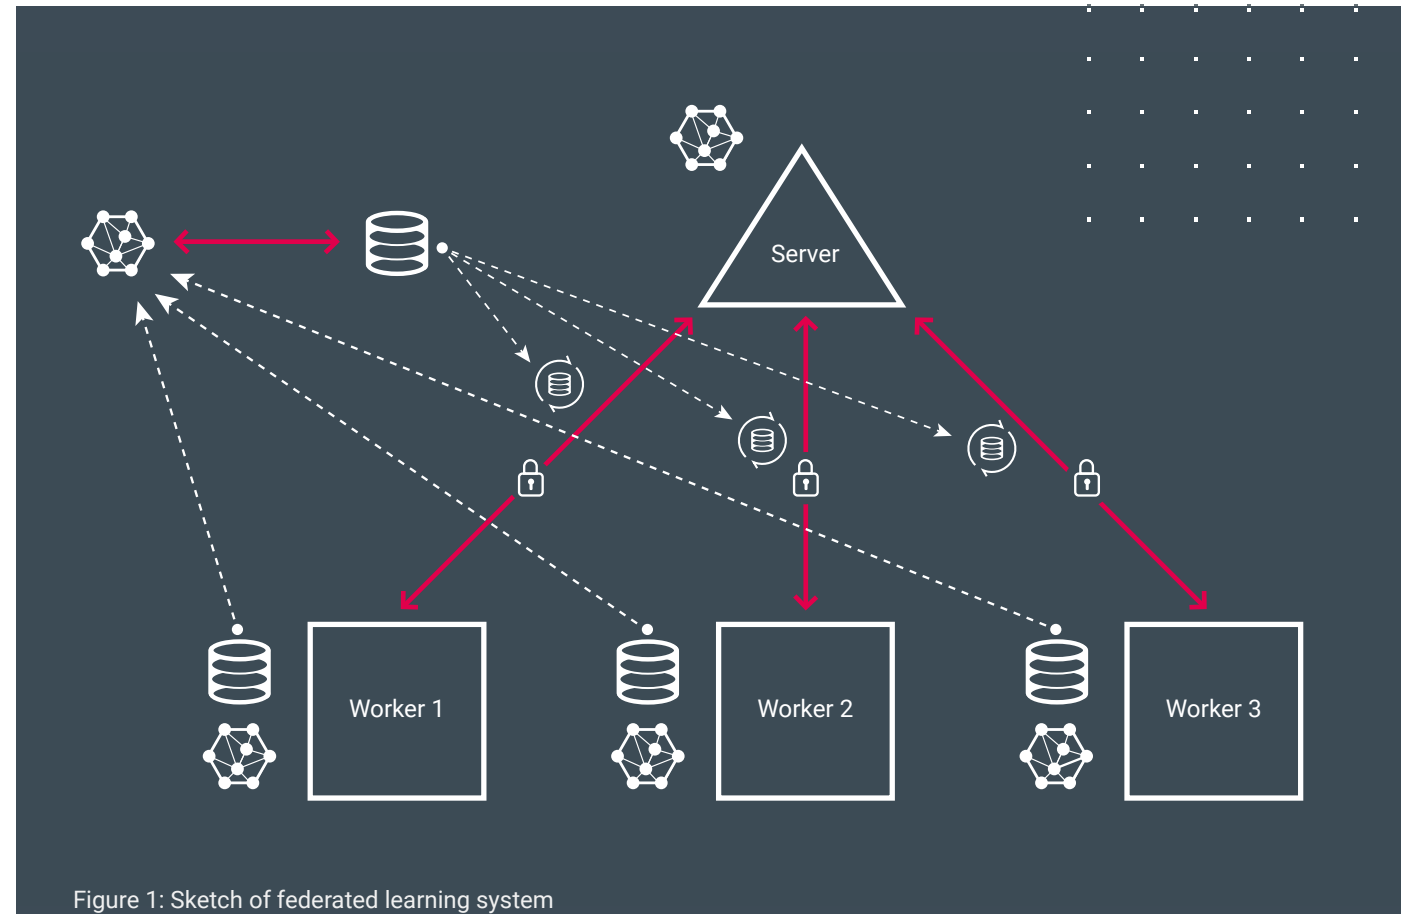 Server
Worker 1
Worker 2
Worker 3
Figure 1: Sketch of federated learning system